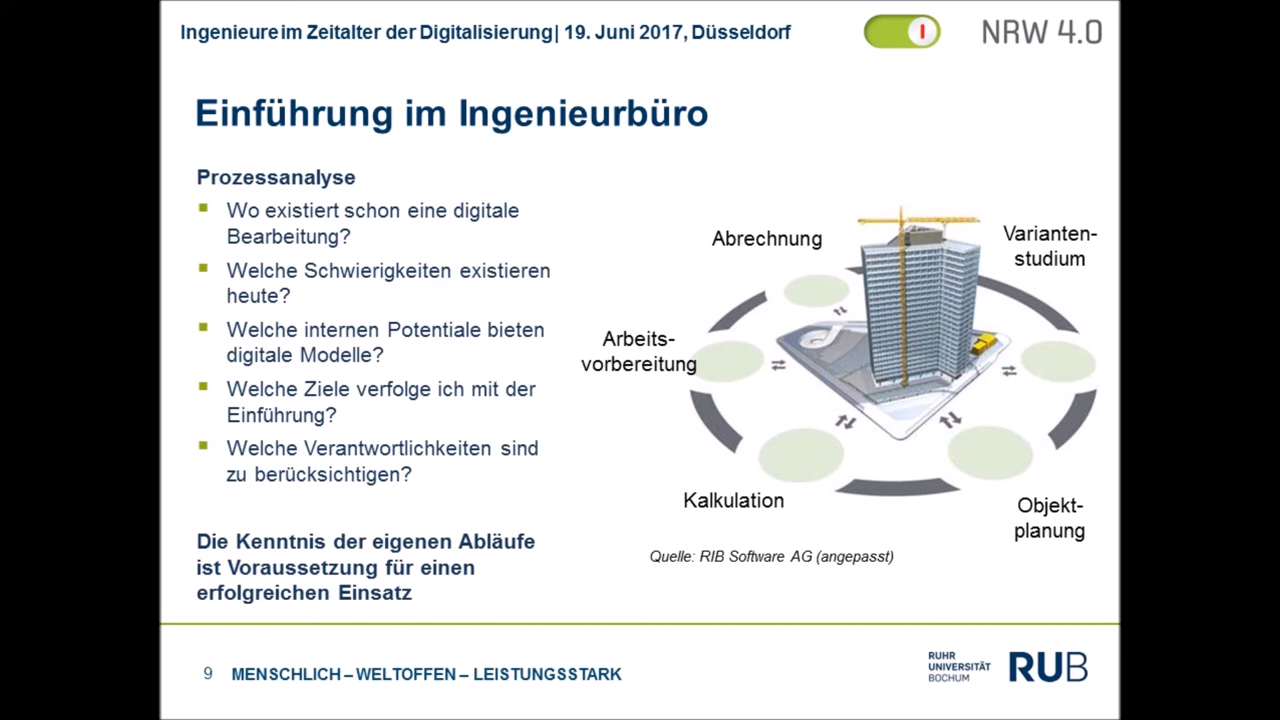 Ingenieure im Zeitalter der Digitalisierung| 19. Juni 2017, Düsseldorf
NRW 4.0
Einführung im Ingenieurbüro
Prozessanalyse
Wo existiert schon eine digitale
Bearbeitung?
Welche Schwierigkeiten existieren
heute?
Welche internen Potentiale bieten
digitale Modelle?
Welche Ziele verfolge ich mit der
Einführung?
Welche Verantwortlichkeiten sind
zu berücksichtigen?
Die Kenntnis der eigenen Abläufe
ist Voraussetzung für einen
erfolgreichen Einsatz
Abrechnung
Varianten-
studium
Arbeits-
vorbereitung
Kalkulation
Objekt-
planung
Quelle: RIB Software AG (angepasst)
9 MENSCHLICH – WELTOFFEN – LEISTUNGSSTARK
RUHR
UNIVERSITÄT
BOCHUM
RUB